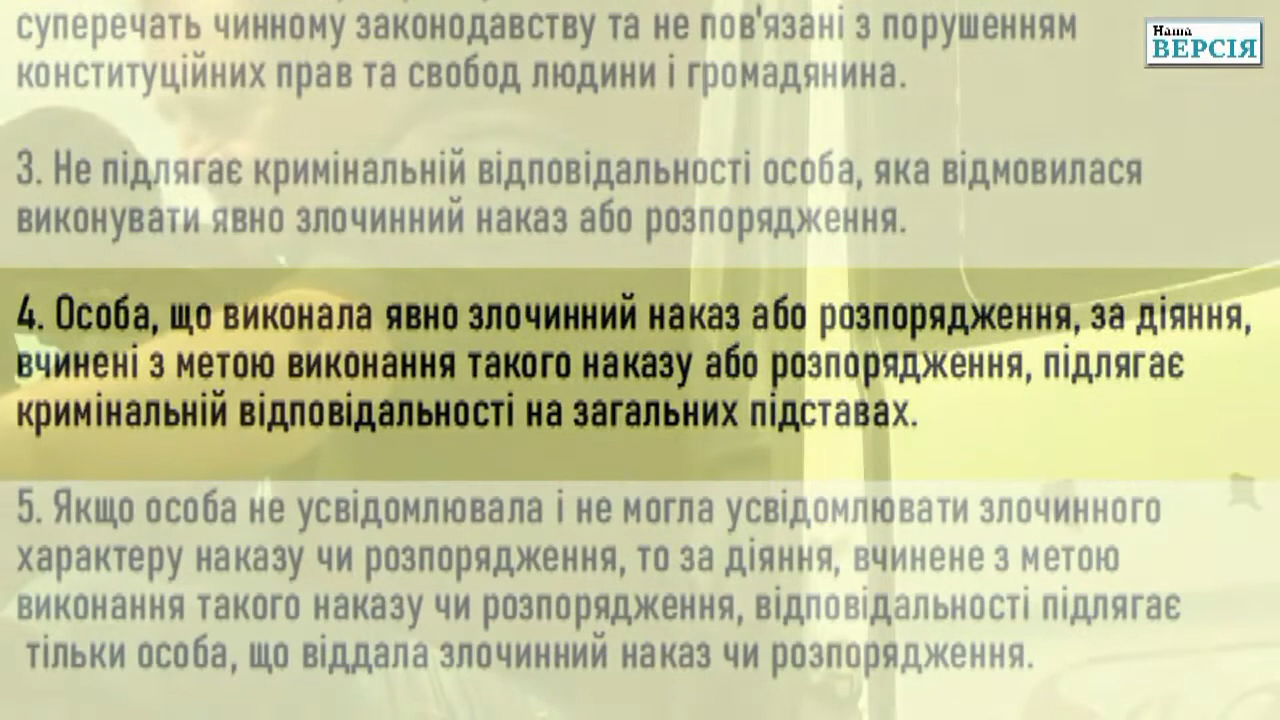 суперечать чинному законодавству та не пов'язані з порушенням
конституційних прав та свобод людини і громадянина.
3. Не підлягає кримінальній відповідальності особа, яка відмовилася
виконувати явно злочинний наказ або розпорядження.
4. Особа, що виконала явно злочинний наказ або розпорядження, за діяння,
вчинені з метою виконання такого наказу або розпорядження, підлягає
кримінальній відповідальності на загальних підставах.
5. Якщо особа не усвідомлювала і не могла усвідомлювати злочинного
характеру наказу чи розпорядження, то за діяння, вчинене з метою
виконання такого наказу чи розпорядження, відповідальності підлягає
тільки особа, що віддала злочинний наказ чи розпорядження.
Наша
ВЕРСІЯ